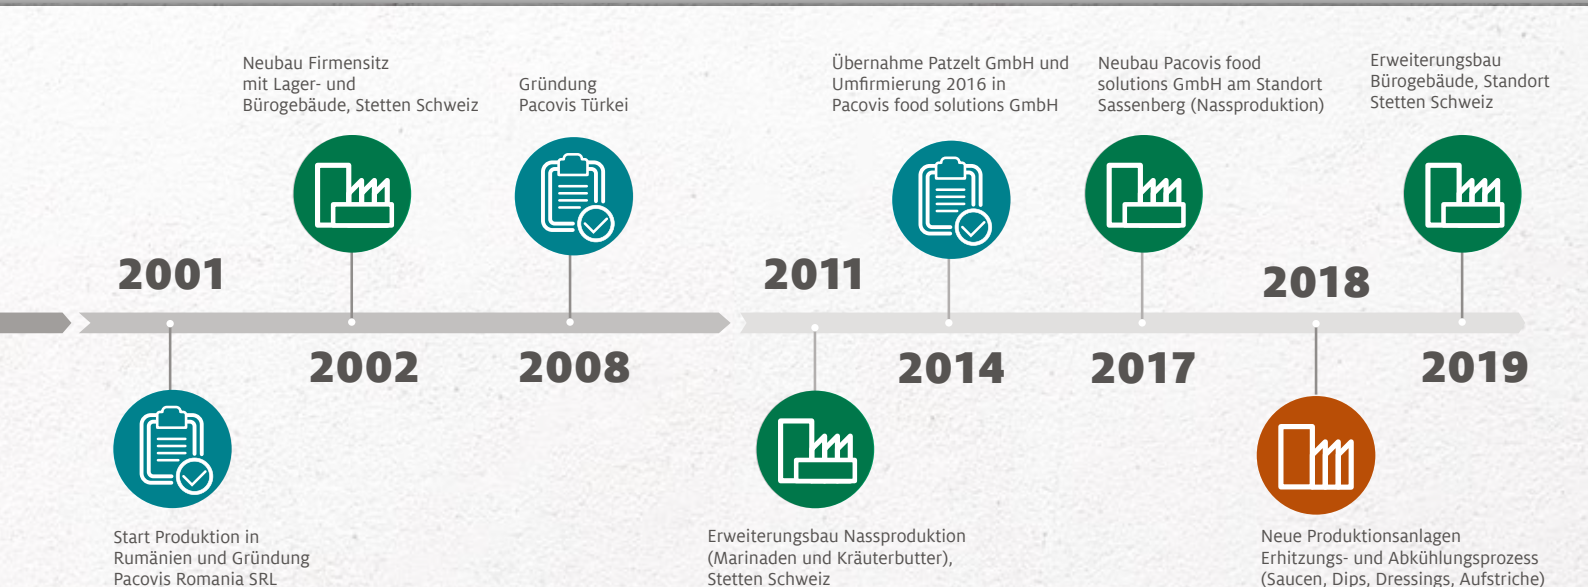 Neubau Firmensitz
mit Lager- und
Bürogebäude, Stetten Schweiz
Gründung
Pacovis Türkei
Übernahme Patzelt GmbH und
Umfirmierung 2016 in
Pacovis food solutions GmbH
Neubau Pacovis food
solutions GmbH am Standort
Sassenberg (Nassproduktion)
Erweiterungsbau
Bürogebäude, Standort
Stetten Schweiz
2001
2011
2018
2002
2008
2014
2017
2019
Start Produktion in
Rumänien und Gründung
Pacovis Romania SRL
Erweiterungsbau Nassproduktion
(Marinaden und Kräuterbutter),
Stetten Schweiz
Neue Produktionsanlagen
Erhitzungs- und Abkühlungsprozess
(Saucen, Dips, Dressings, Aufstriche)